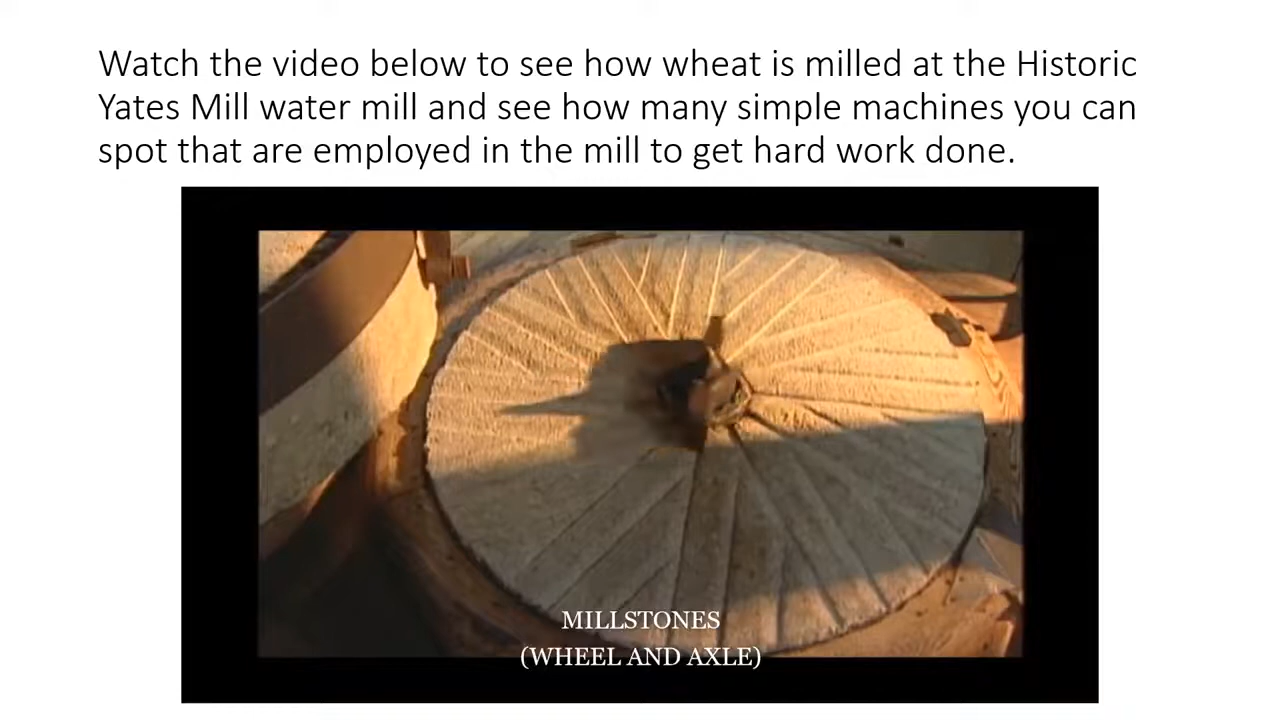 Watch the video below to see how wheat is milled at the Historic
Yates Mill water mill and see how many simple machines you can
spot that are employed in the mill to get hard work done.
MILLSTONES
(WHEEL AND AXLE)